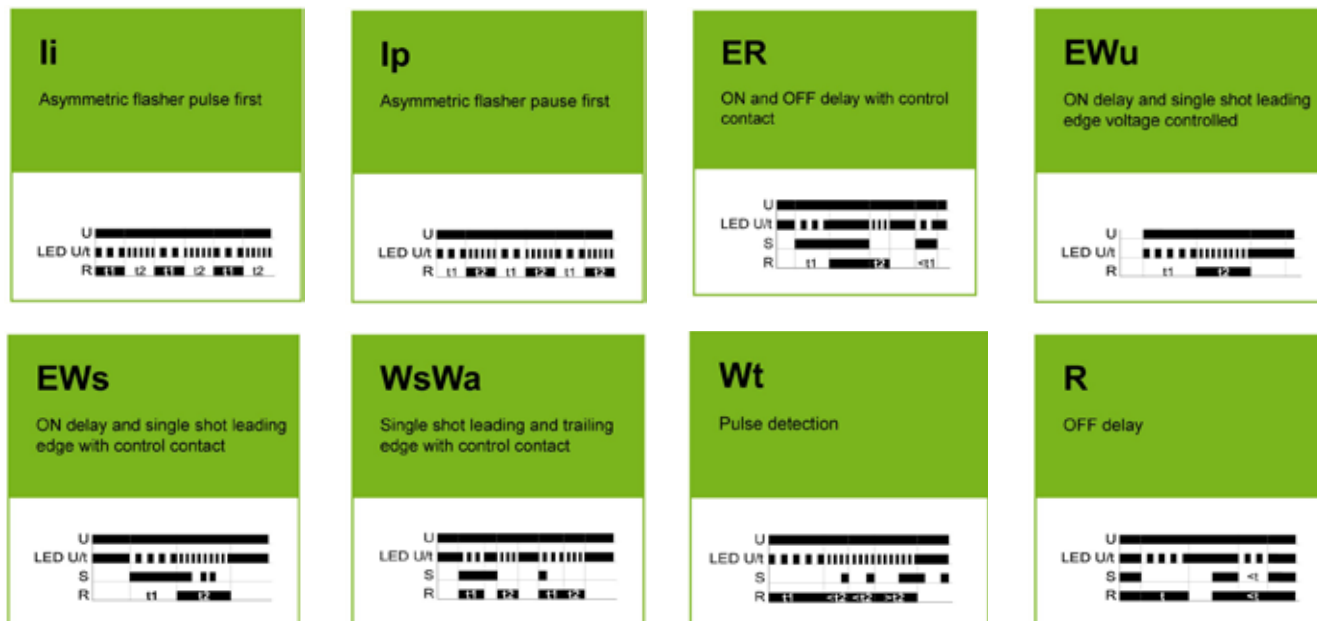 Ii
Asymmetric flasher pulse first
U
LED U/t
R t1 t2 t1 t2 t1 t2
Ip
Asymmetric flasher pause first
U
LED U/t
R t1 t2 t1 t2 t1 t2
ER
ON and OFF delay with control
contact
U
LED U/t
S
R t1 t2 <t1
EWu
ON delay and single shot leading
edge voltage controlled
U
LED U/t
R t1 t2
EWs
ON delay and single shot leading
edge with control contact
U
LED U/t
S
R t1 t2
WsWa
Single shot leading and trailing
edge with control contact
U
LED U/t
S
R t1 t2 t1 t2
Wt
Pulse detection
U
LED U/t
S
R t1 <t2 <t2 >t2
R
OFF delay
U
LED U/t
S <t
R t <t